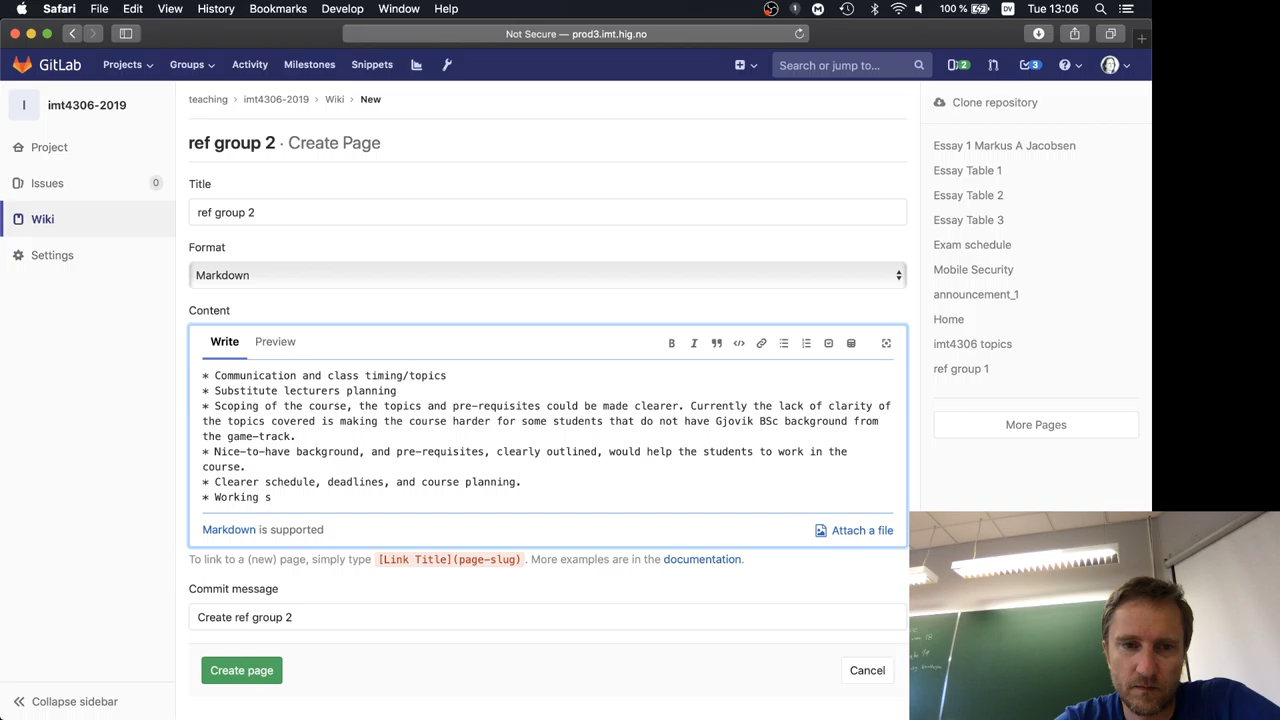 Safari File Edit View History Bookmarks Develop Window Help 1 100 % DV Tue 13:06
Not Secure — prod3.imt.hig.no
GitLab Projects Groups Activity Milestones Snippets Search or jump to... 2 3
I imt4306-2019
Project
Issues 0
Wiki
Settings
Collapse sidebar
teaching › imt4306-2019 › Wiki › New
ref group 2 · Create Page
Title
ref group 2
Format
Markdown
Content
Write Preview
* Communication and class timing/topics
* Substitute lecturers planning
* Scoping of the course, the topics and pre-requisites could be made clearer. Currently the lack of clarity of
the topics covered is making the course harder for some students that do not have Gjovik BSc background from
the game-track.
* Nice-to-have background, and pre-requisites, clearly outlined, would help the students to work in the
course.
* Clearer schedule, deadlines, and course planning.
* Working s
Markdown is supported Attach a file
To link to a (new) page, simply type [Link Title](page-slug). More examples are in the documentation.
Commit message
Create ref group 2
Create page Cancel
Clone repository
Essay 1 Markus A Jacobsen
Essay Table 1
Essay Table 2
Essay Table 3
Exam schedule
Mobile Security
announcement_1
Home
imt4306 topics
ref group 1
More Pages